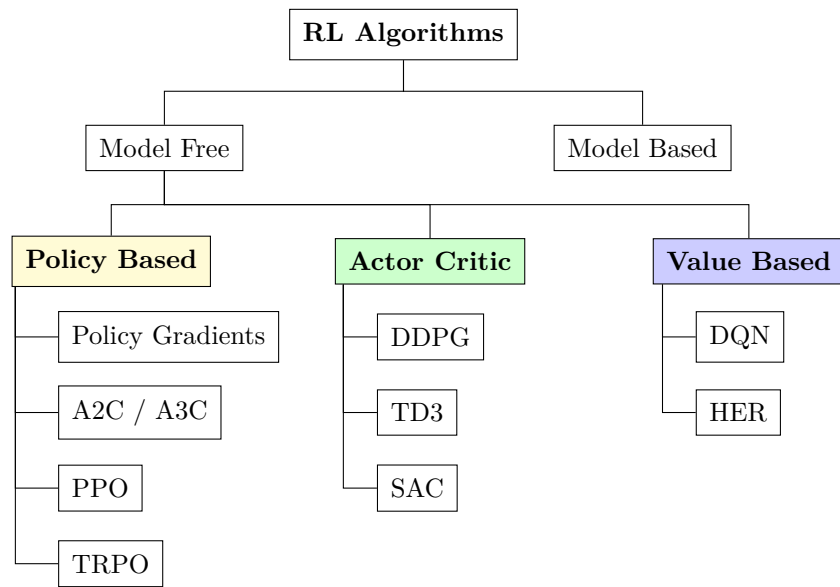 RL Algorithms
Model Free
Model Based
Policy Based
Actor Critic
Value Based
Policy Gradients
DDPG
DQN
A2C / A3C
TD3
HER
PPO
SAC
TRPO